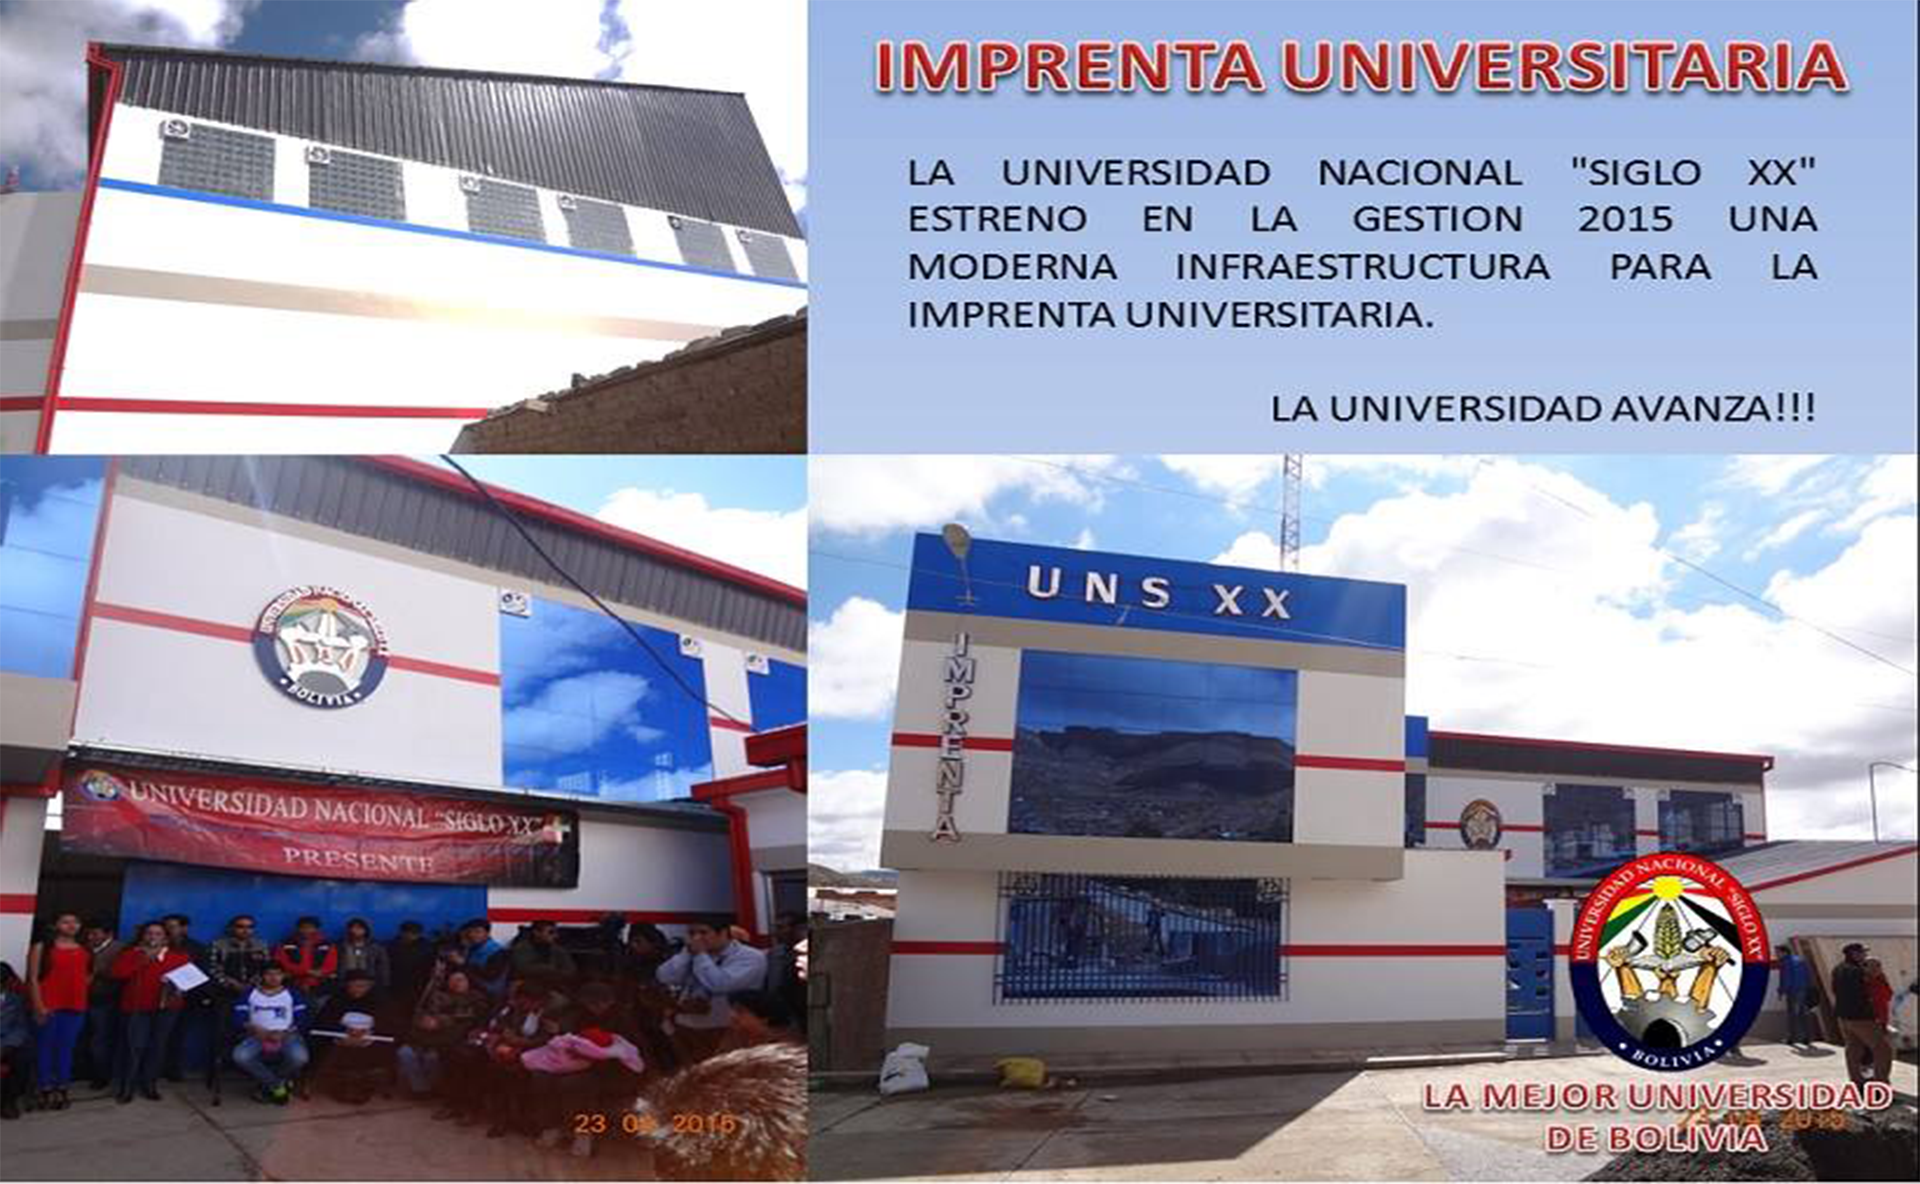 IMPRENTA UNIVERSITARIA
LA UNIVERSIDAD NACIONAL "SIGLO XX"
ESTRENO EN LA GESTION 2015 UNA
MODERNA INFRAESTRUCTURA PARA LA
IMPRENTA UNIVERSITARIA.
LA UNIVERSIDAD AVANZA!!!
BOLIVIA
UNIVERSIDAD NACIONAL "SIGLO XX"
PRESENTE
23 2015
UNS XX
IMPRENTA
UNIVERSIDAD NACIONAL "SIGLO XX"
BOLIVIA
LA MEJOR UNIVERSIDAD
DE BOLIVIA